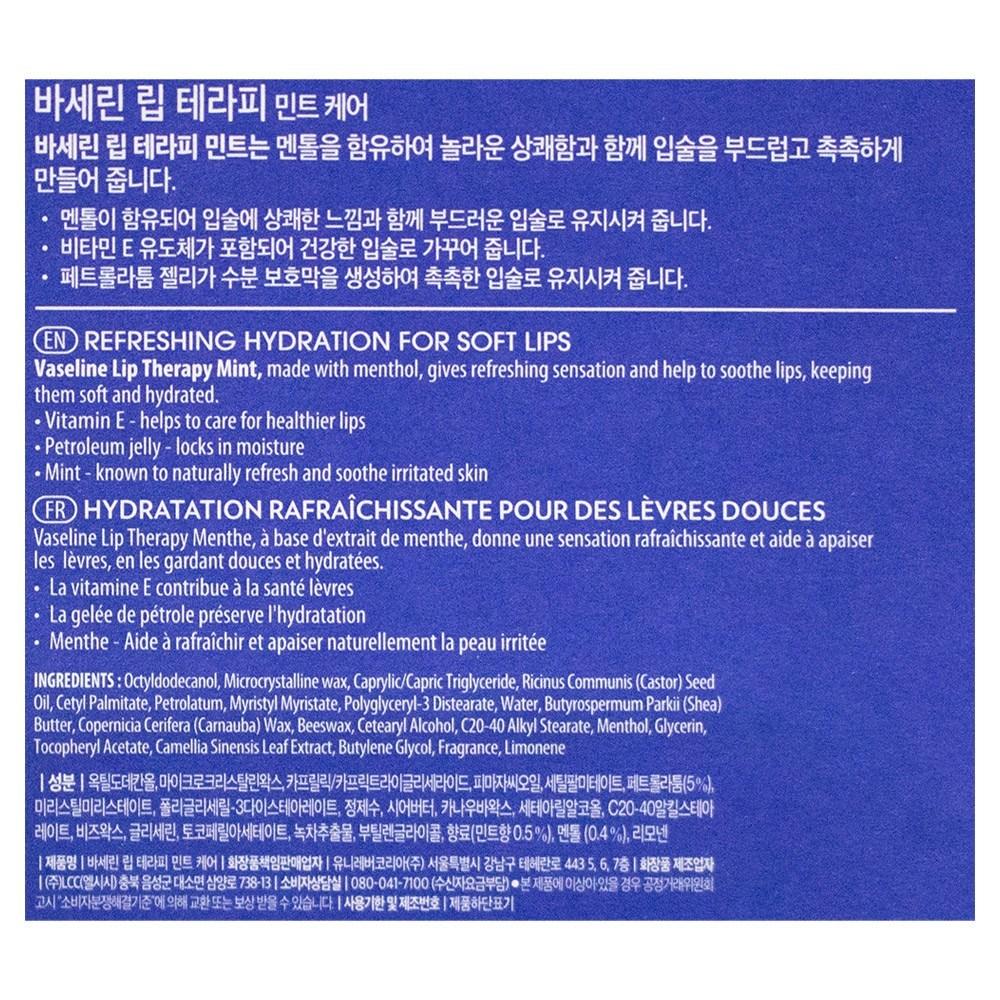 바세린 립 테라피 민트 케어
바세린 립 테라피 민트는 멘톨을 함유하여 놀라운 상쾌함과 함께 입술을 부드럽고 촉촉하게
만들어 줍니다.
• 멘톨이 함유되어 입술에 상쾌한 느낌과 함께 부드러운 입술로 유지시켜 줍니다.
• 비타민 E 유도체가 포함되어 건강한 입술로 가꾸어 줍니다.
• 페트롤라툼 젤리가 수분 보호막을 생성하여 촉촉한 입술로 유지시켜 줍니다.
EN REFRESHING HYDRATION FOR SOFT LIPS
Vaseline Lip Therapy Mint, made with menthol, gives refreshing sensation and help to soothe lips, keeping
them soft and hydrated.
• Vitamin E - helps to care for healthier lips
• Petroleum jelly - locks in moisture
• Mint - known to naturally refresh and soothe irritated skin
FR HYDRATATION RAFRAÎCHISSANTE POUR DES LÈVRES DOUCES
Vaseline Lip Therapy Menthe, à base d'extrait de menthe, donne une sensation rafraîchissante et aide à apaiser
les lèvres, en les gardant douces et hydratées.
• La vitamine E contribue à la santé lèvres
• La gelée de pétrole préserve l'hydratation
• Menthe - Aide à rafraîchir et apaiser naturellement la peau irritée
INGREDIENTS : Octyldodecanol, Microcrystalline wax, Caprylic/Capric Triglyceride, Ricinus Communis (Castor) Seed
Oil, Cetyl Palmitate, Petrolatum, Myristyl Myristate, Polyglyceryl-3 Distearate, Water, Butyrospermum Parkii (Shea)
Butter, Copernicia Cerifera (Carnauba) Wax, Beeswax, Cetearyl Alcohol, C20-40 Alkyl Stearate, Menthol, Glycerin,
Tocopheryl Acetate, Camellia Sinensis Leaf Extract, Butylene Glycol, Fragrance, Limonene
| 성분 | 옥틸도데칸올, 마이크로크리스탈린왁스, 카프릴릭/카프릭트라이글리세라이드, 피마자씨오일, 세틸팔미테이트, 페트롤라툼(5%),
미리스틸미리스테이트, 폴리글리세릴-3다이스테아레이트, 정제수, 시어버터, 카나우바왁스, 세테아릴알코올, C20-40알킬스테아
레이트, 비즈왁스, 글리세린, 토코페릴아세테이트, 녹차추출물, 부틸렌글라이콜, 향료(민트향 0.5%), 멘톨 (0.4%), 리모넨
| 제품명 | 바세린 립 테라피 민트 케어 | 화장품책임판매업자 | 유니레버코리아(주) 서울특별시 강남구 테헤란로 443 5, 6, 7층 | 화장품 제조업자
| (주)LCC(엘시시) 충북 음성군 대소면 삼양로 738-13 | 소비자상담실 | 080-041-7100 (수신자요금부담) ● 본 제품에 이상이 있을 경우 공정거래위원회
고시 "소비자분쟁해결기준"에 의해 교환 또는 보상 받을 수 있습니다. | 사용기한 및 제조번호 | 제품하단표기